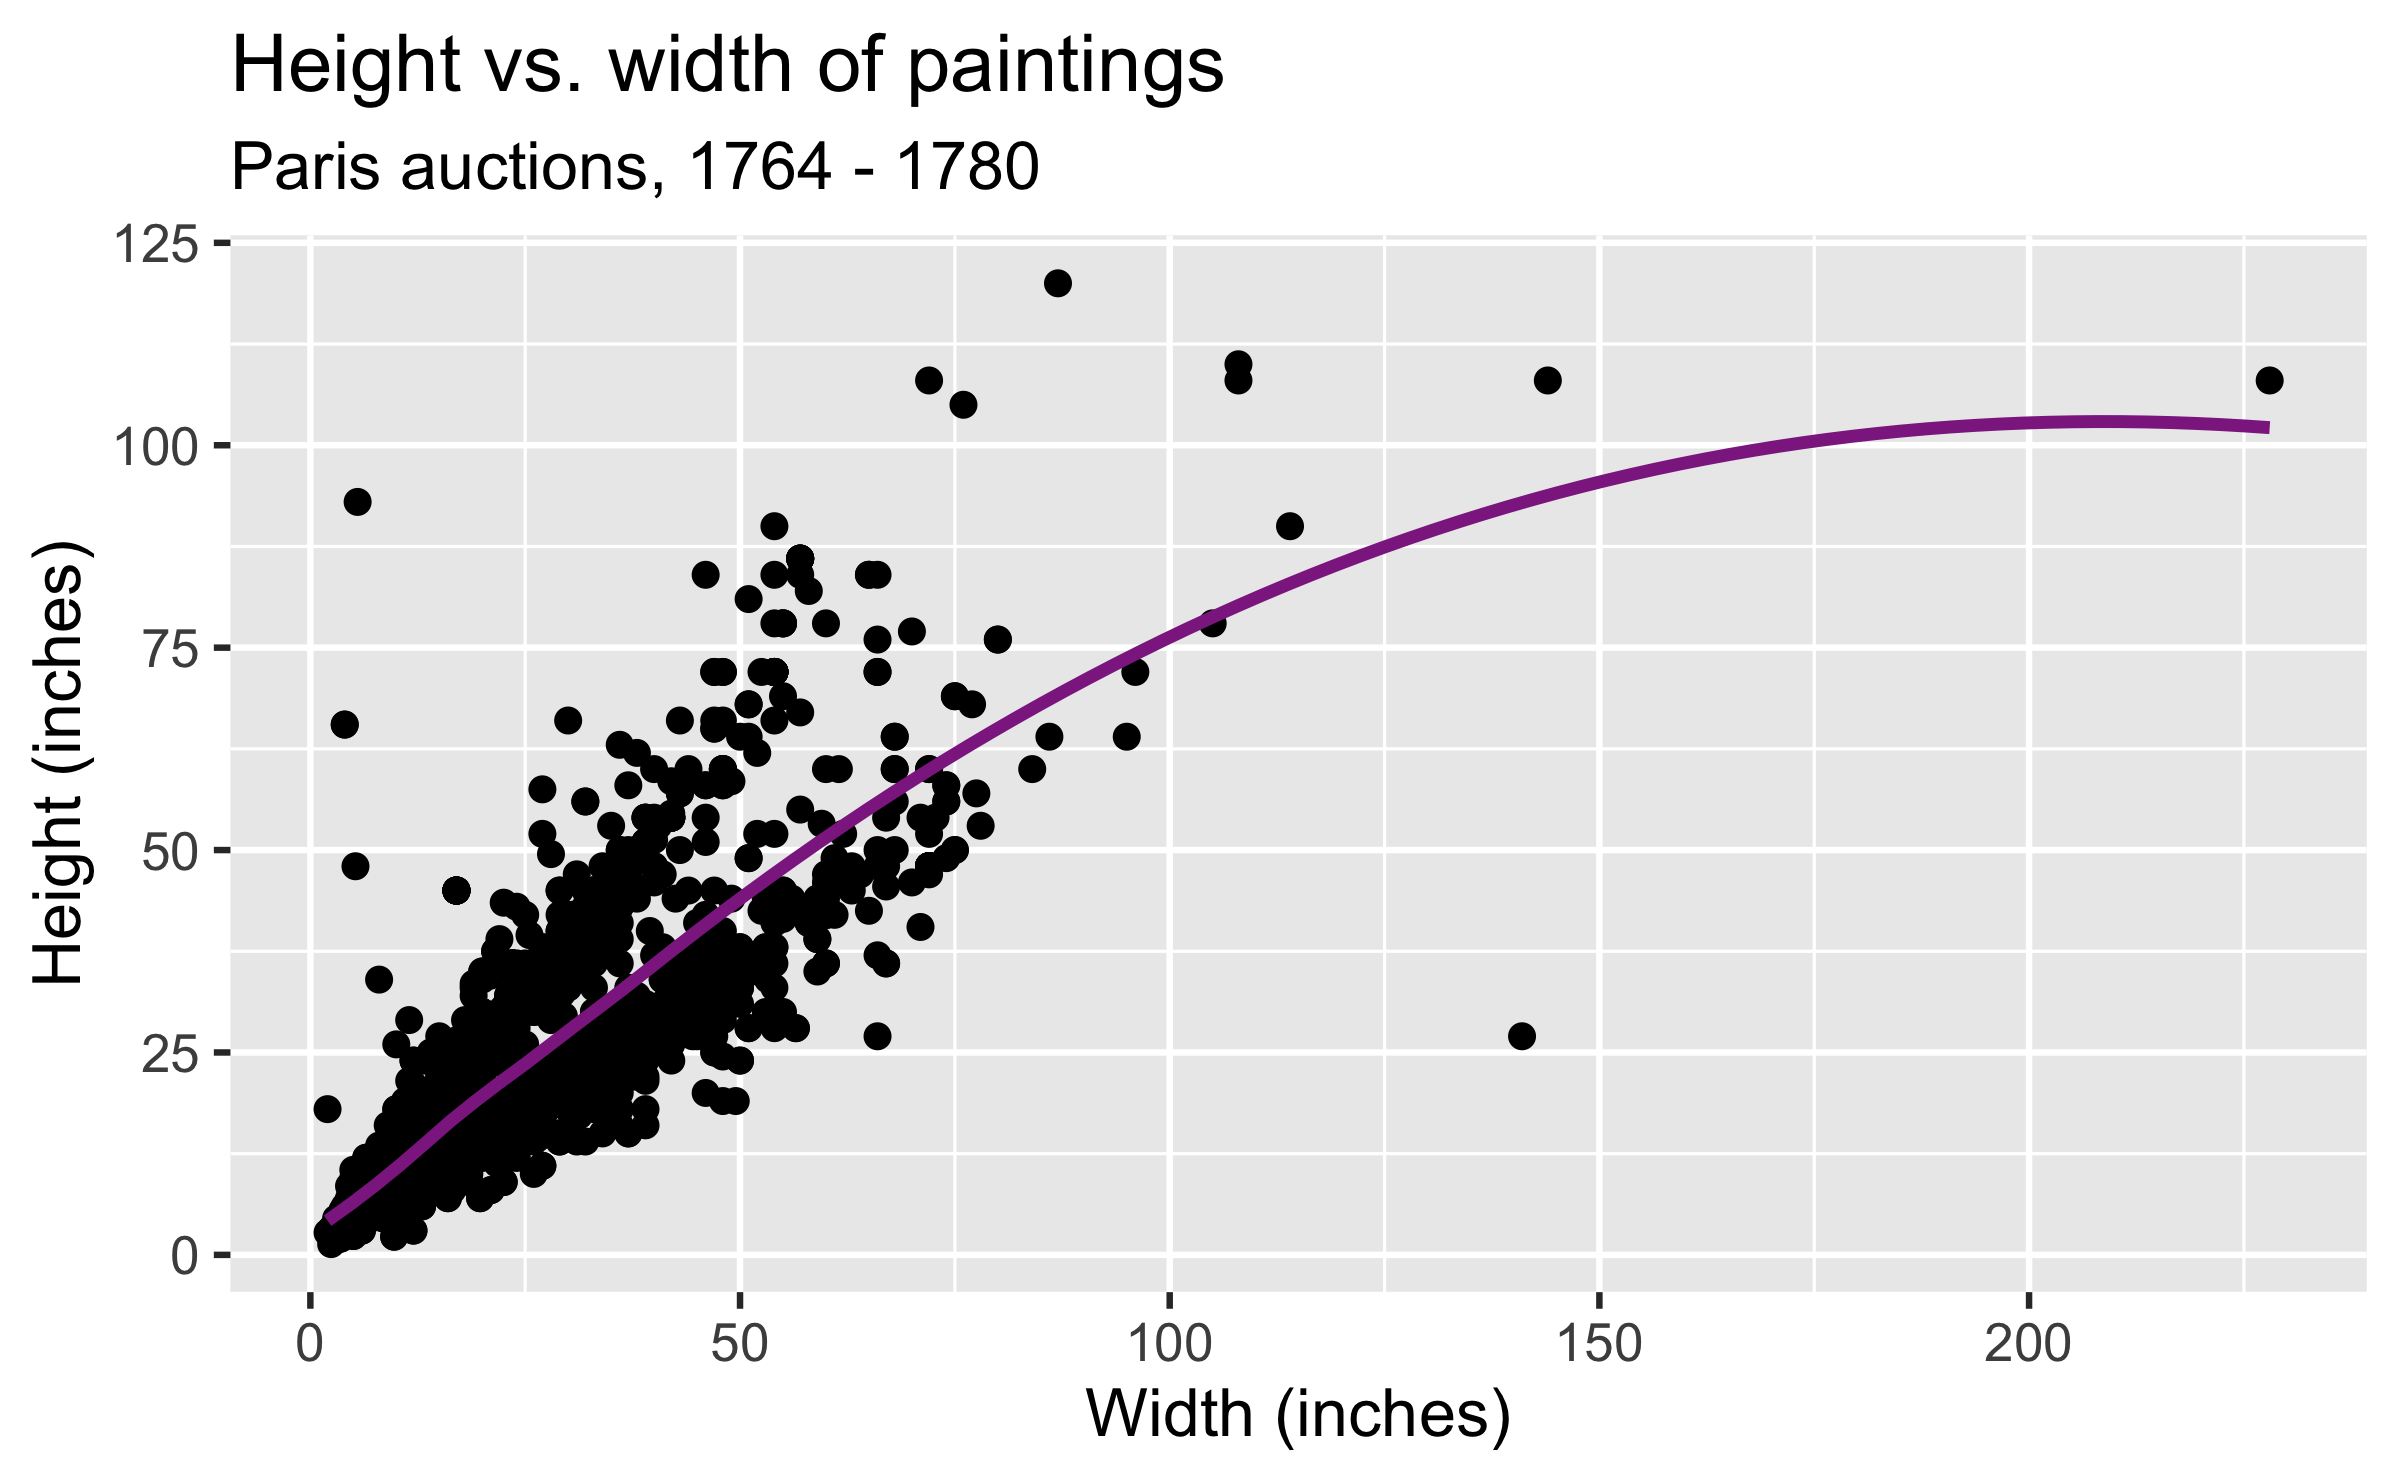 Height vs. width of paintings
Paris auctions, 1764 - 1780
125
100
75
50
25
0
Height (inches)
0 50 100 150 200
Width (inches)